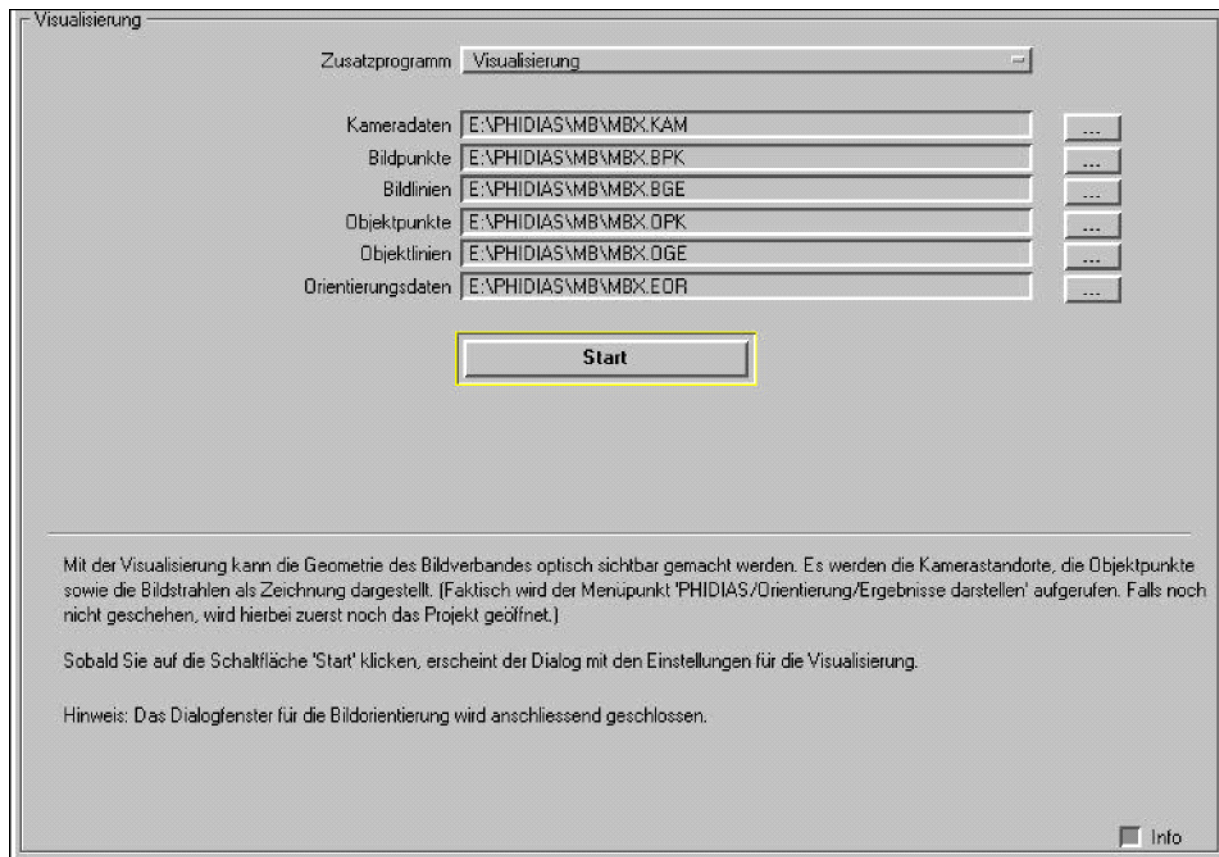 Visualisierung
Zusatzprogramm Visualisierung
Kameradaten E:\PHIDIAS\MB\MBX.KAM ...
Bildpunkte E:\PHIDIAS\MB\MBX.BPK ...
Bildlinien E:\PHIDIAS\MB\MBX.BGE ...
Objektpunkte E:\PHIDIAS\MB\MBX.OPK ...
Objektlinien E:\PHIDIAS\MB\MBX.OGE ...
Orientierungsdaten E:\PHIDIAS\MB\MBX.EOR ...
Start
Mit der Visualisierung kann die Geometrie des Bildverbandes optisch sichtbar gemacht werden. Es werden die Kamerastandorte, die Objektpunkte
sowie die Bildstrahlen als Zeichnung dargestellt. (Faktisch wird der Menüpunkt 'PHIDIAS/Orientierung/Ergebnisse darstellen' aufgerufen. Falls noch
nicht geschehen, wird hierbei zuerst noch das Projekt geöffnet.)
Sobald Sie auf die Schaltfläche 'Start' klicken, erscheint der Dialog mit den Einstellungen für die Visualisierung.
Hinweis: Das Dialogfenster für die Bildorientierung wird anschliessend geschlossen.
Info